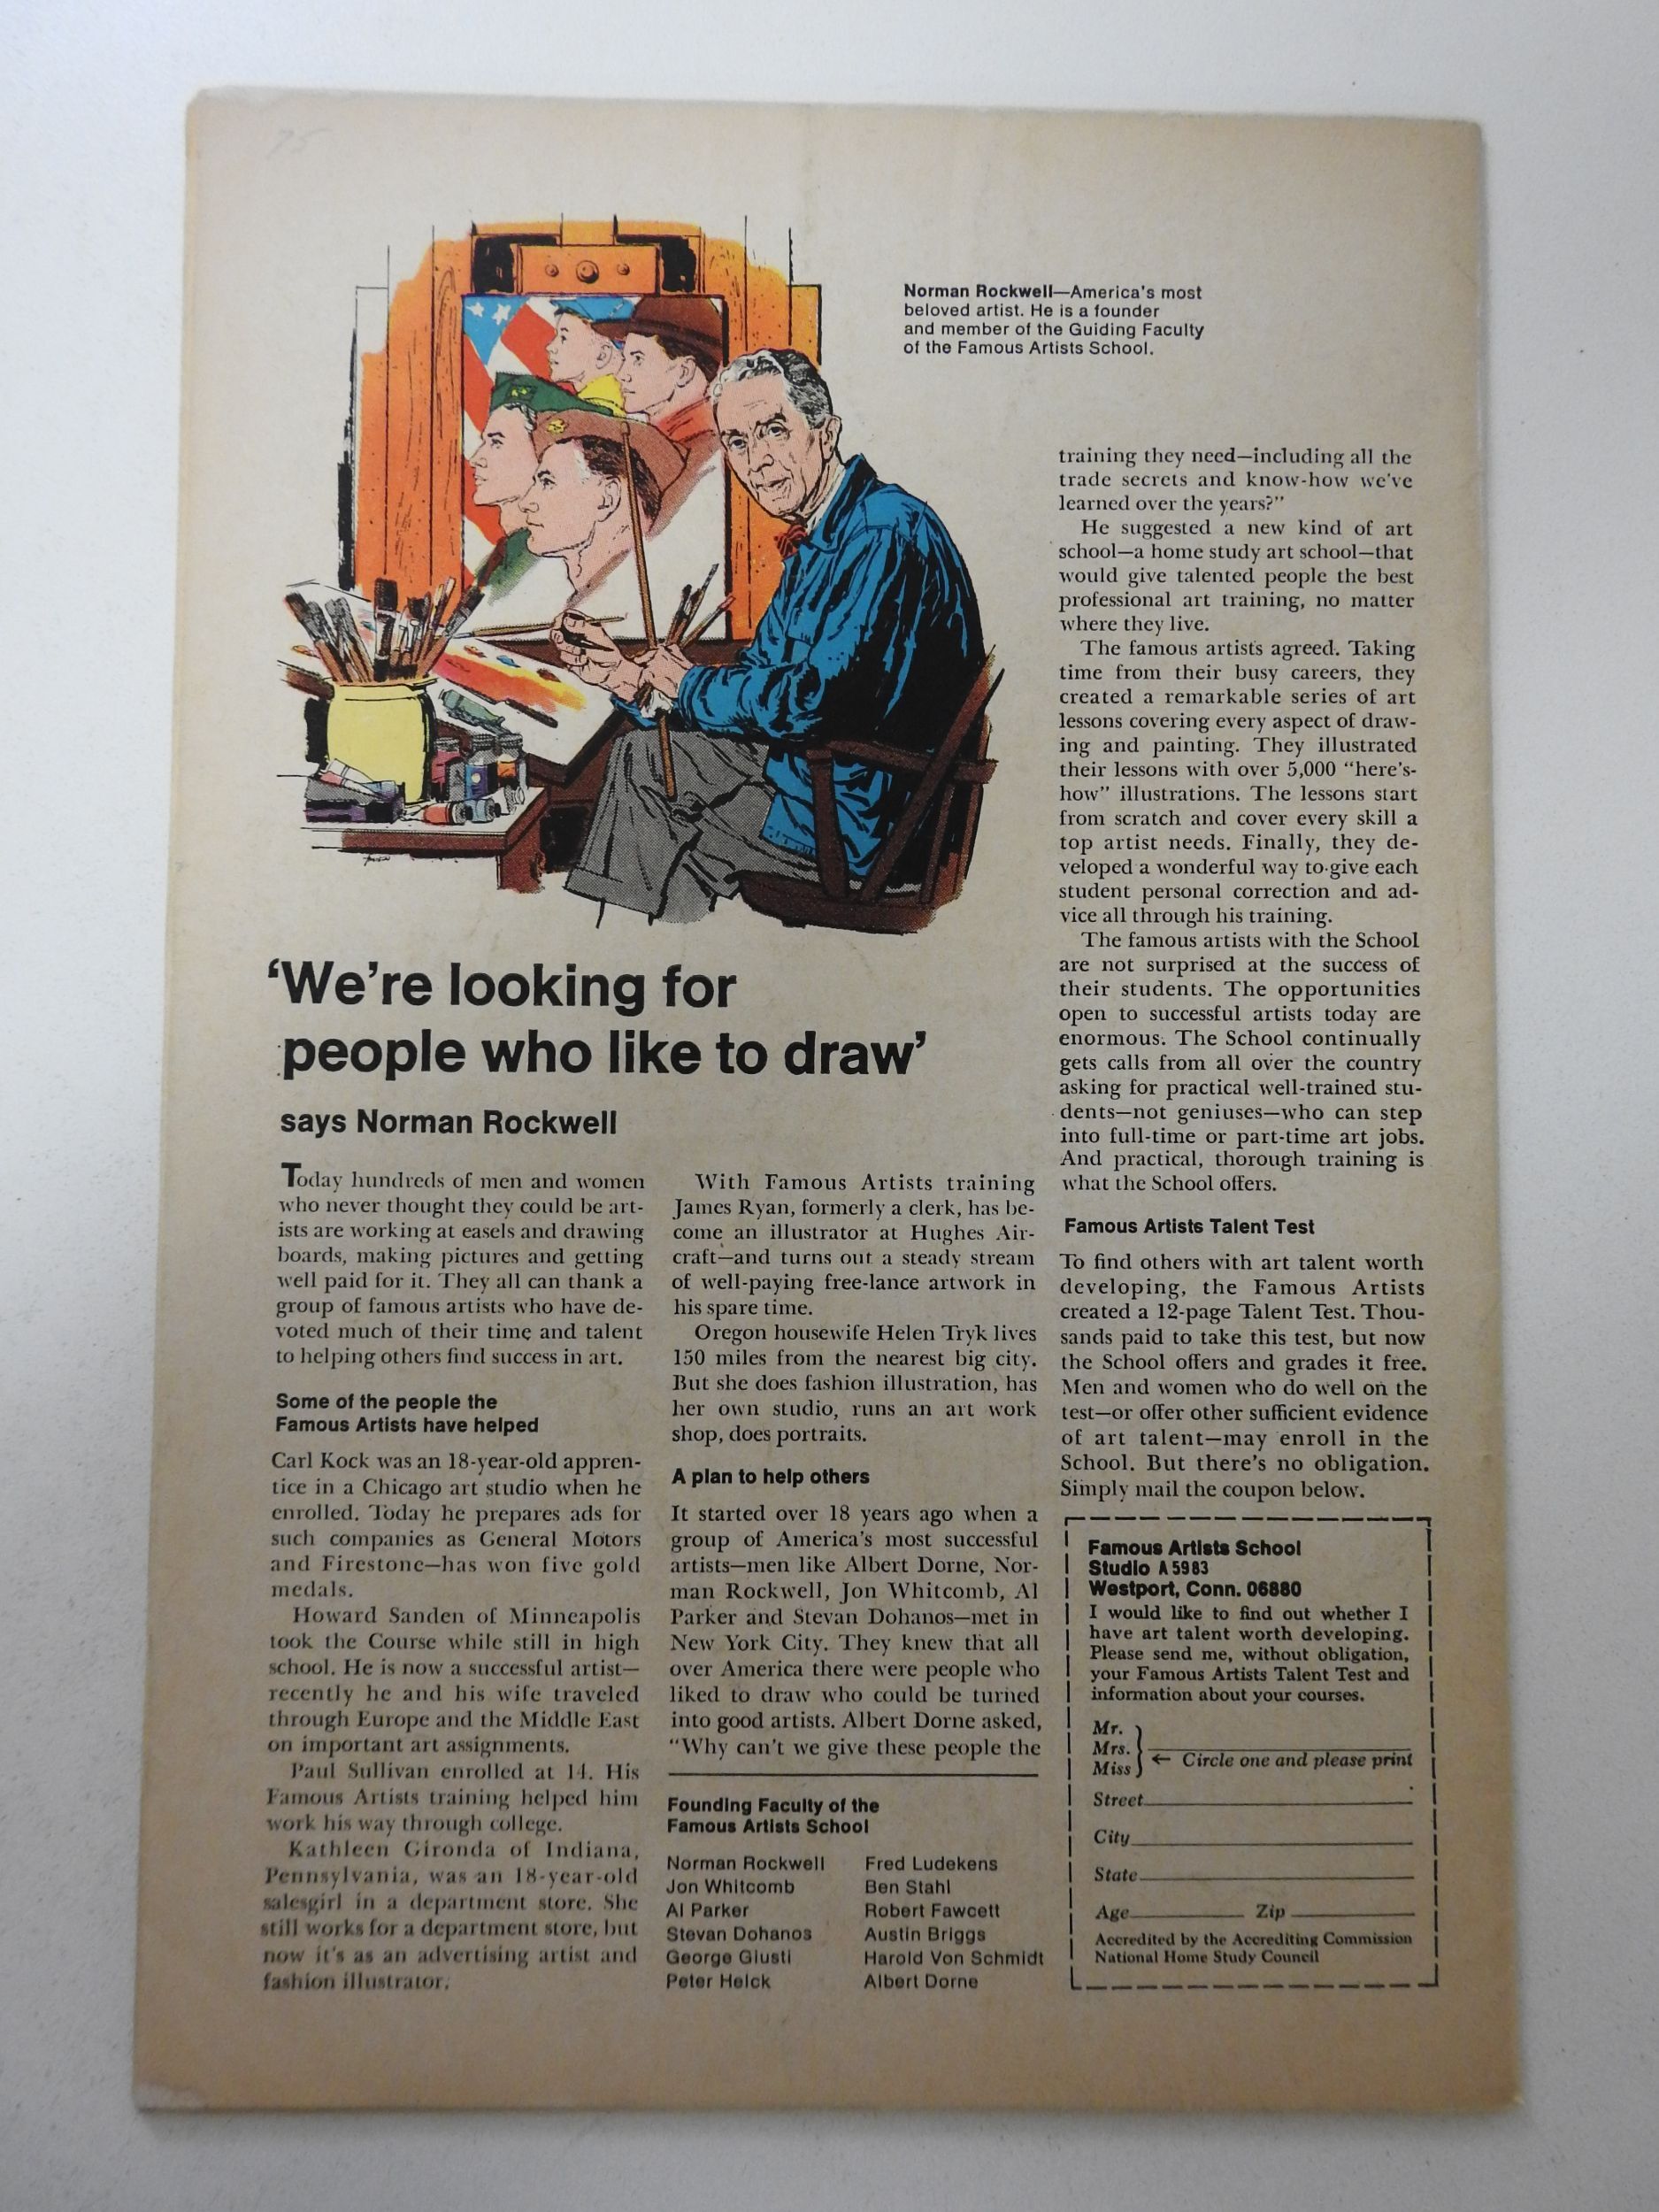 75
Norman Rockwell—America's most
beloved artist. He is a founder
and member of the Guiding Faculty
of the Famous Artists School.
‘We're looking for
people who like to draw’
says Norman Rockwell
Today hundreds of men and women
who never thought they could be art-
ists are working at easels and drawing
boards, making pictures and getting
well paid for it. They all can thank a
group of famous artists who have de-
voted much of their time and talent
to helping others find success in art.
Some of the people the
Famous Artists have helped
Carl Kock was an 18-year-old appren-
tice in a Chicago art studio when he
enrolled. Today he prepares ads for
such companies as General Motors
and Firestone—has won five gold
medals.
Howard Sanden of Minneapolis
took the Course while still in high
school. He is now a successful artist—
recently he and his wife traveled
through Europe and the Middle East
on important art assignments.
Paul Sullivan enrolled at 14. His
Famous Artists training helped him
work his way through college.
Kathleen Gironda of Indiana,
Pennsylvania, was an 18-year-old
salesgirl in a department store. She
still works for a department store, but
now it's as an advertising artist and
fashion illustrator.
With Famous Artists training
James Ryan, formerly a clerk, has be-
come an illustrator at Hughes Air-
craft—and turns out a steady stream
of well-paying free-lance artwork in
his spare time.
Oregon housewife Helen Tryk lives
150 miles from the nearest big city.
But she does fashion illustration, has
her own studio, runs an art work
shop, does portraits.
A plan to help others
It started over 18 years ago when a
group of America's most successful
artists—men like Albert Dorne, Nor-
man Rockwell, Jon Whitcomb, Al
Parker and Stevan Dohanos—met in
New York City. They knew that all
over America there were people who
liked to draw who could be turned
into good artists. Albert Dorne asked,
“Why can't we give these people the
Founding Faculty of the
Famous Artists School
Norman Rockwell
Jon Whitcomb
Al Parker
Stevan Dohanos
George Giusti
Peter Helck
Fred Ludekens
Ben Stahl
Robert Fawcett
Austin Briggs
Harold Von Schmidt
Albert Dorne
training they need—including all the
trade secrets and know-how we've
learned over the years?”
He suggested a new kind of art
school—a home study art school—that
would give talented people the best
professional art training, no matter
where they live.
The famous artists agreed. Taking
time from their busy careers, they
created a remarkable series of art
lessons covering every aspect of draw-
ing and painting. They illustrated
their lessons with over 5,000 “here's-
how” illustrations. The lessons start
from scratch and cover every skill a
top artist needs. Finally, they de-
veloped a wonderful way to give each
student personal correction and ad-
vice all through his training.
The famous artists with the School
are not surprised at the success of
their students. The opportunities
open to successful artists today are
enormous. The School continually
gets calls from all over the country
asking for practical well-trained stu-
dents—not geniuses—who can step
into full-time or part-time art jobs.
And practical, thorough training is
what the School offers.
Famous Artists Talent Test
To find others with art talent worth
developing, the Famous Artists
created a 12-page Talent Test. Thou-
sands paid to take this test, but now
the School offers and grades it free.
Men and women who do well on the
test—or offer other sufficient evidence
of art talent—may enroll in the
School. But there's no obligation.
Simply mail the coupon below.
Famous Artists School
Studio A5983
Westport, Conn. 06880
I would like to find out whether I
have art talent worth developing.
Please send me, without obligation,
your Famous Artists Talent Test and
information about your courses.
Mr.
Mrs.
Miss
← Circle one and please print
Street
City
State
Age Zip
Accredited by the Accrediting Commission
National Home Study Council